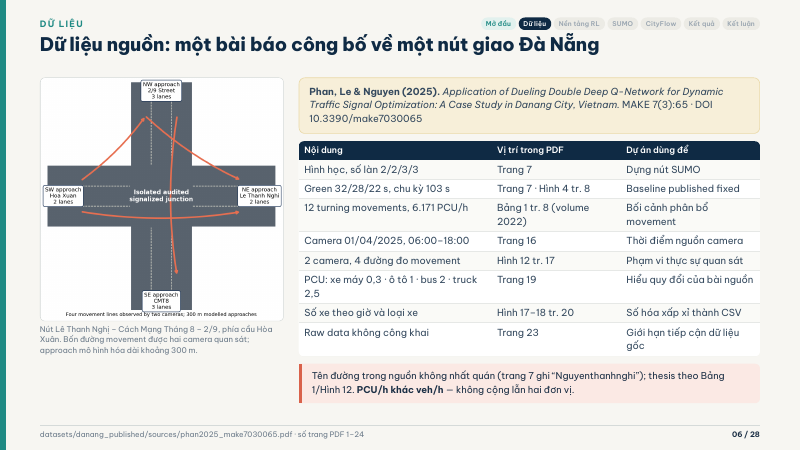 DỮ LIỆU
Mở đầu Dữ liệu Nền tảng RL SUMO CityFlow Kết quả Kết luận
Dữ liệu nguồn: một bài báo công bố về một nút giao Đà Nẵng
NW approach
2/9 Street
3 lanes
SW approach
Hoa Xuan
2 lanes
Isolated audited
signalized junction
NE approach
Le Thanh Nghi
2 lanes
SE approach
CMT8
3 lanes
Four movement lines observed by two cameras; 300 m modelled approaches
Nút Lê Thanh Nghị – Cách Mạng Tháng 8 – 2/9, phía cầu Hòa
Xuân. Bốn đường movement được hai camera quan sát;
approach mô hình hóa dài khoảng 300 m.
Phan, Le & Nguyen (2025). Application of Dueling Double Deep Q-Network for Dynamic
Traffic Signal Optimization: A Case Study in Danang City, Vietnam. MAKE 7(3):65 · DOI
10.3390/make7030065
Nội dung Vị trí trong PDF Dự án dùng để
Hình học, số làn 2/2/3/3 Trang 7 Dựng nút SUMO
Green 32/28/22 s, chu kỳ 103 s Trang 7 · Hình 4 tr. 8 Baseline published fixed
12 turning movements, 6.171 PCU/h Bảng 1 tr. 8 (volume Bối cảnh phân bổ
2022) movement
Camera 01/04/2025, 06:00–18:00 Trang 16 Thời điểm nguồn camera
2 camera, 4 đường đo movement Hình 12 tr. 17 Phạm vi thực sự quan sát
PCU: xe máy 0,3 · ô tô 1 · bus 2 · truck Trang 19 Hiểu quy đổi của bài nguồn
2,5
Số xe theo giờ và loại xe Hình 17–18 tr. 20 Số hóa xấp xỉ thành CSV
Raw data không công khai Trang 23 Giới hạn tiếp cận dữ liệu
gốc
Tên đường trong nguồn không nhất quán (trang 7 ghi “Nguyenthanhnghi”); thesis theo Bảng
1/Hình 12. PCU/h khác veh/h — không cộng lẫn hai đơn vị.
datasets/danang_published/sources/phan2025_make7030065.pdf · số trang PDF 1–24
06 / 28